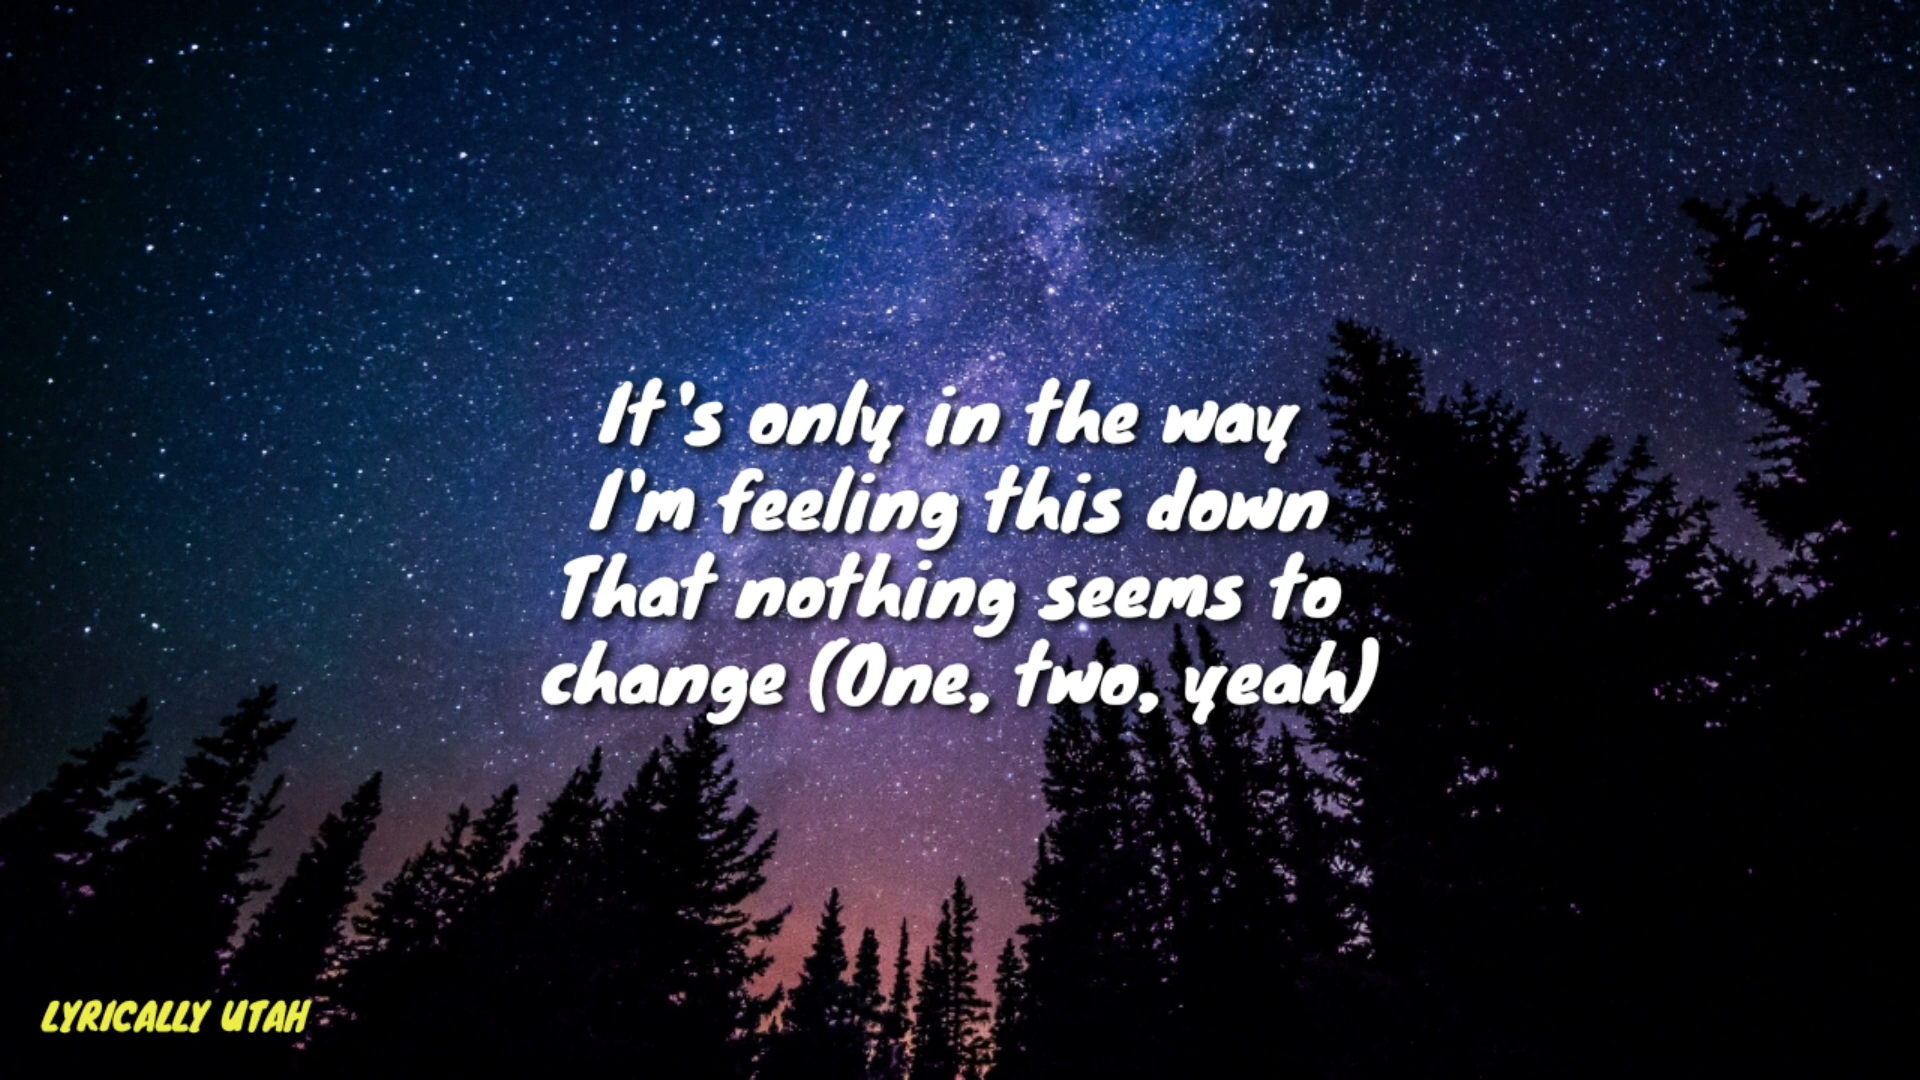 It's only in the way
I'm feeling this down
That nothing seems to
change (One, two, yeah)
LYRICALLY UTAH